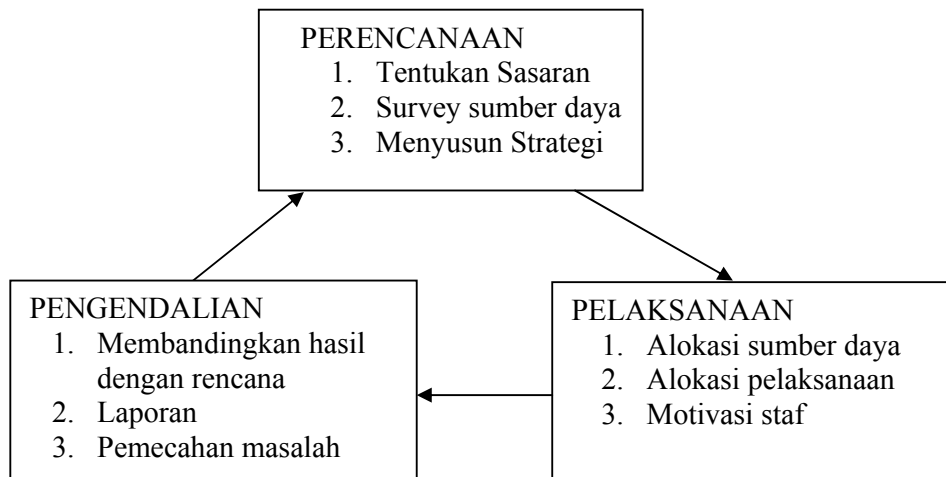 PERENCANAAN
1. Tentukan Sasaran
2. Survey sumber daya
3. Menyusun Strategi
PENGENDALIAN
1. Membandingkan hasil
dengan rencana
2. Laporan
3. Pemecahan masalah
PELAKSANAAN
1. Alokasi sumber daya
2. Alokasi pelaksanaan
3. Motivasi staf